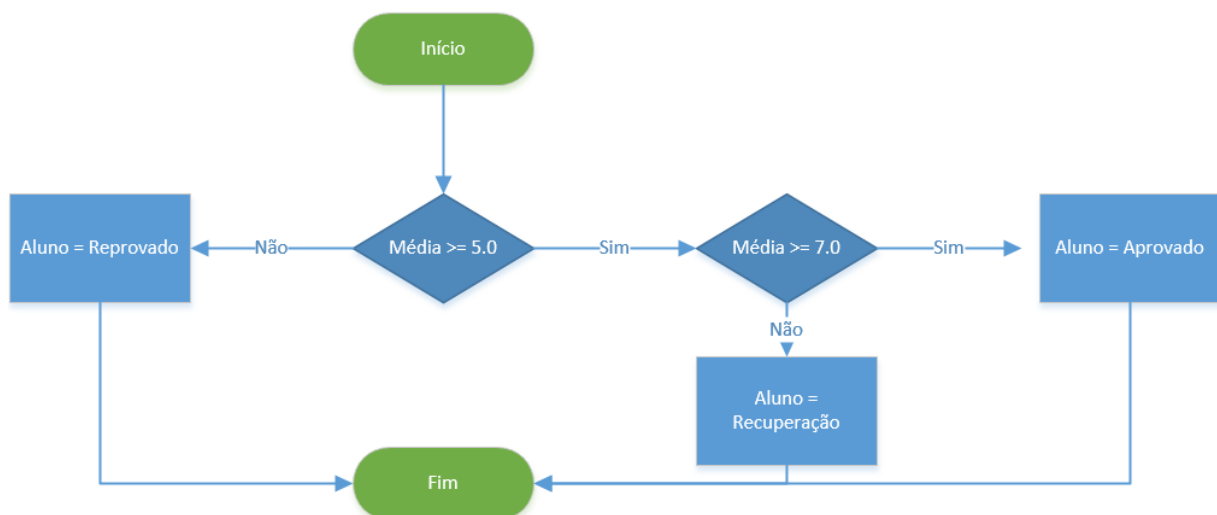 Início
Aluno = Reprovado
Não
Média >= 5.0
Sim
Média >= 7.0
Sim
Aluno = Aprovado
Não
Aluno =
Recuperação
Fim